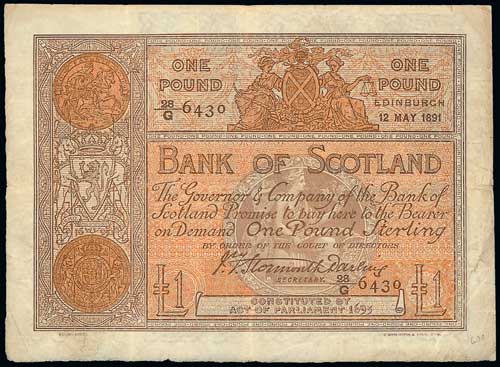 ONE POUND
28/G 6430
ONE POUND
EDINBURGH
12 MAY 1891
BANK OF SCOTLAND
The Governor & Company of the Bank of
Scotland Promise to pay here to the Bearer
on Demand One Pound Sterling
BY ORDER OF THE COURT OF DIRECTORS
J. F. Stormonth Darling
SECRETARY.
28/G 6430
£1
£1
CONSTITUTED BY
ACT OF PARLIAMENT 1695